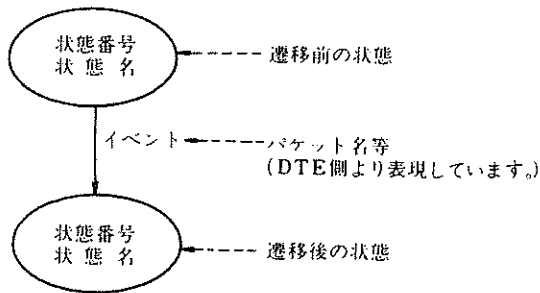 状態番号
状態名
遷移前の状態
イベント
パケット名等
(DTE側より表現しています。)
状態番号
状態名
遷移後の状態